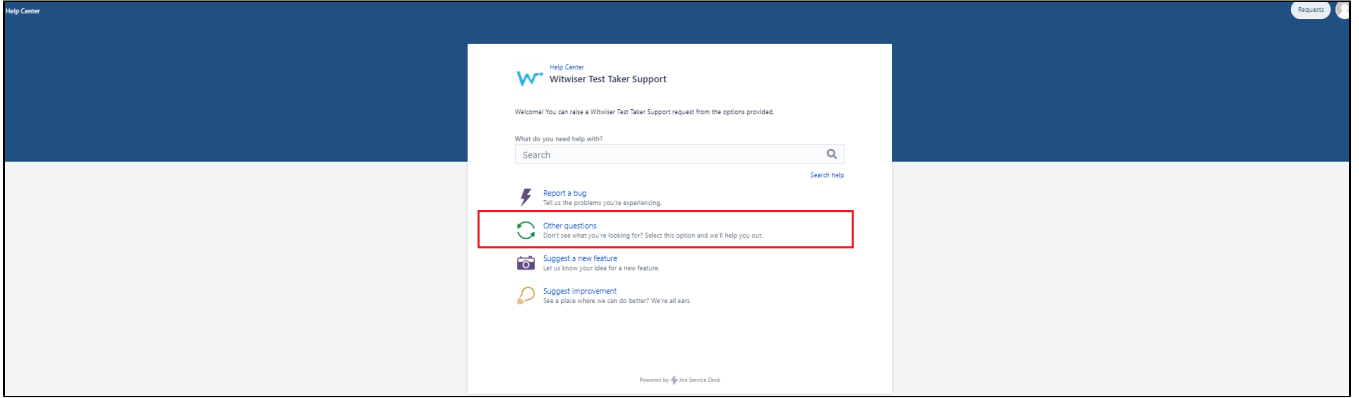 Help Center
Requests
Help Center
Witwiser Test Taker Support
Welcome! You can raise a Witwiser Test Taker Support request from the options provided.
What do you need help with?
Search
Search help
Report a bug
Tell us the problems you're experiencing.
Other questions
Don't see what you're looking for? Select this option and we'll help you out.
Suggest a new feature
Let us know your idea for a new feature.
Suggest improvement
See a place where we can do better? We're all ears.
Powered by Jira Service Desk